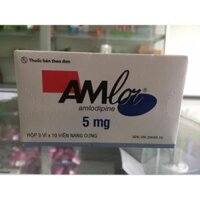 Thuốc bán theo đơn
AMlor
amlodipine
5 mg
HỘP 3 VỈ x 10 VIÊN NANG CỨNG